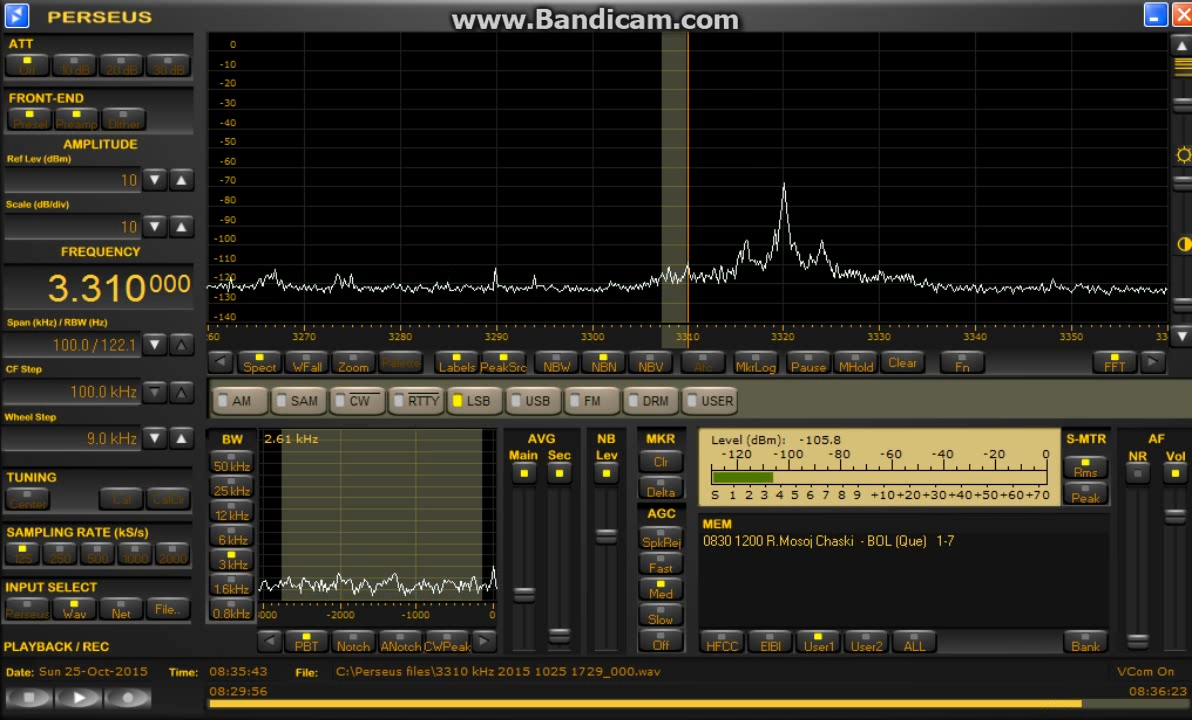 PERSEUS
www.Bandicam.com
ATT
Off 10 dB 20 dB 30 dB
FRONT-END
Presel Preamp Dither
AMPLITUDE
Ref Lev (dBm)
10
Scale (dB/div)
10
FREQUENCY
3.310000
Span (kHz) / RBW (Hz)
100.0 / 122.1
CF Step
100.0 kHz
Wheel Step
9.0 kHz
TUNING
Center Cal CalClr
SAMPLING RATE (kS/s)
125 250 500 1000 2000
INPUT SELECT
Perseus Wav Net File..
PLAYBACK / REC
0
-10
-20
-30
-40
-50
-60
-70
-80
-90
-100
-110
-120
-130
-140
60 3270 3280 3290 3300 3310 3320 3330 3340 3350 33
Spect WFall Zoom Palette Labels PeakSrc NBW NBN NBV Afc MkrLog Pause MHold Clear Fn FFT
AM SAM CW RTTY LSB USB FM DRM USER
BW
50 kHz
25 kHz
12 kHz
6 kHz
3 kHz
1.6kHz
0.8kHz
2.61 kHz
000 -2000 -1000 0
PBT Notch ANotch CWPeak
AVG
Main Sec
NB
Lev
MKR
Clr
Delta
AGC
SpkRej
Fast
Med
Slow
Off
Level (dBm): -105.8
-120 -100 -80 -60 -40 -20 0
S 1 2 3 4 5 6 7 8 9 +10+20+30+40+50+60+70
S-MTR
Rms
Peak
AF
NR Vol
MEM
0830 1200 R.Mosoj Chaski - BOL (Que) 1-7
HFCC EIBI User1 User2 ALL Bank
Date: Sun 25-Oct-2015 Time: 08:35:43 File: C:\Perseus files\3310 kHz 2015 1025 1729_000.wav VCom On
08:29:56 08:36:23